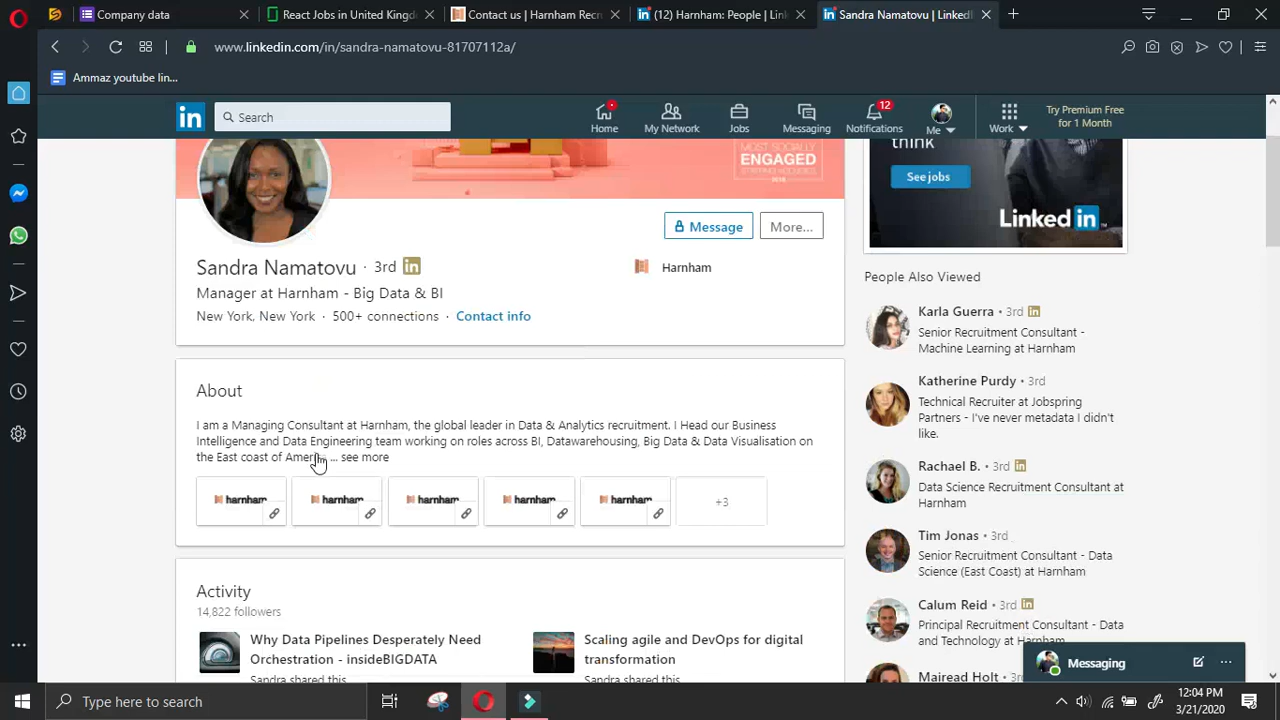 Company data
React Jobs in United Kingd
Contact us | Harnham Recr
(12) Harnham: People | Link
Sandra Namatovu | LinkedI
www.linkedin.com/in/sandra-namatovu-81707112a/
Ammaz youtube lin...
in
Search
Home
My Network
Jobs
Messaging
12
Notifications
Me
Work
Try Premium Free
for 1 Month
MOST SOCIALLY
ENGAGED
2018
think
See jobs
Linked in
Message
More...
Sandra Namatovu · 3rd in
Harnham
Manager at Harnham - Big Data & BI
New York, New York · 500+ connections · Contact info
About
I am a Managing Consultant at Harnham, the global leader in Data & Analytics recruitment. I Head our Business
Intelligence and Data Engineering team working on roles across BI, Datawarehousing, Big Data & Data Visualisation on
the East coast of Ameri ... see more
harnham
harnham
harnham
harnham
harnham
+3
Activity
14,822 followers
Why Data Pipelines Desperately Need
Orchestration - insideBIGDATA
Sandra shared this
Scaling agile and DevOps for digital
transformation
Sandra shared this
People Also Viewed
Karla Guerra • 3rd in
Senior Recruitment Consultant -
Machine Learning at Harnham
Katherine Purdy • 3rd
Technical Recruiter at Jobspring
Partners - I've never metadata I didn't
like.
Rachael B. • 3rd in
Data Science Recruitment Consultant at
Harnham
Tim Jonas • 3rd
Senior Recruitment Consultant - Data
Science (East Coast) at Harnham
Calum Reid • 3rd in
Principal Recruitment Consultant - Data
and Technology at Harnham
Mairead Holt • 3rd
Messaging
Type here to search
12:04 PM
3/21/2020